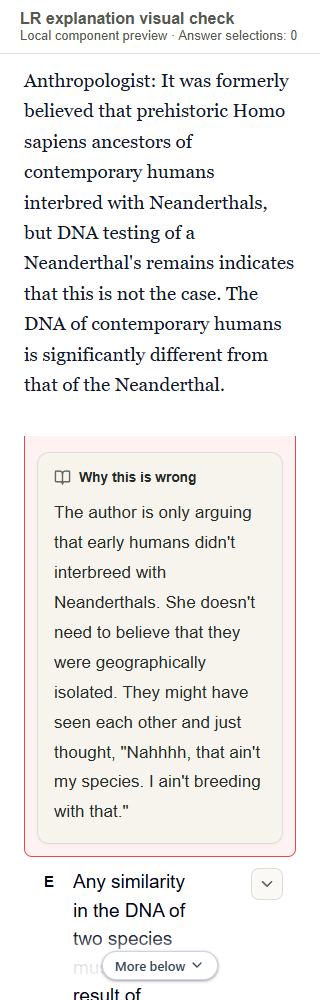 LR explanation visual check
Local component preview · Answer selections: 0
Anthropologist: It was formerly
believed that prehistoric Homo
sapiens ancestors of
contemporary humans
interbred with Neanderthals,
but DNA testing of a
Neanderthal's remains indicates
that this is not the case. The
DNA of contemporary humans
is significantly different from
that of the Neanderthal.
Why this is wrong
The author is only arguing
that early humans didn't
interbreed with
Neanderthals. She doesn't
need to believe that they
were geographically
isolated. They might have
seen each other and just
thought, "Nahhhh, that ain't
my species. I ain't breeding
with that."
E Any similarity
in the DNA of
two species
More below
result of